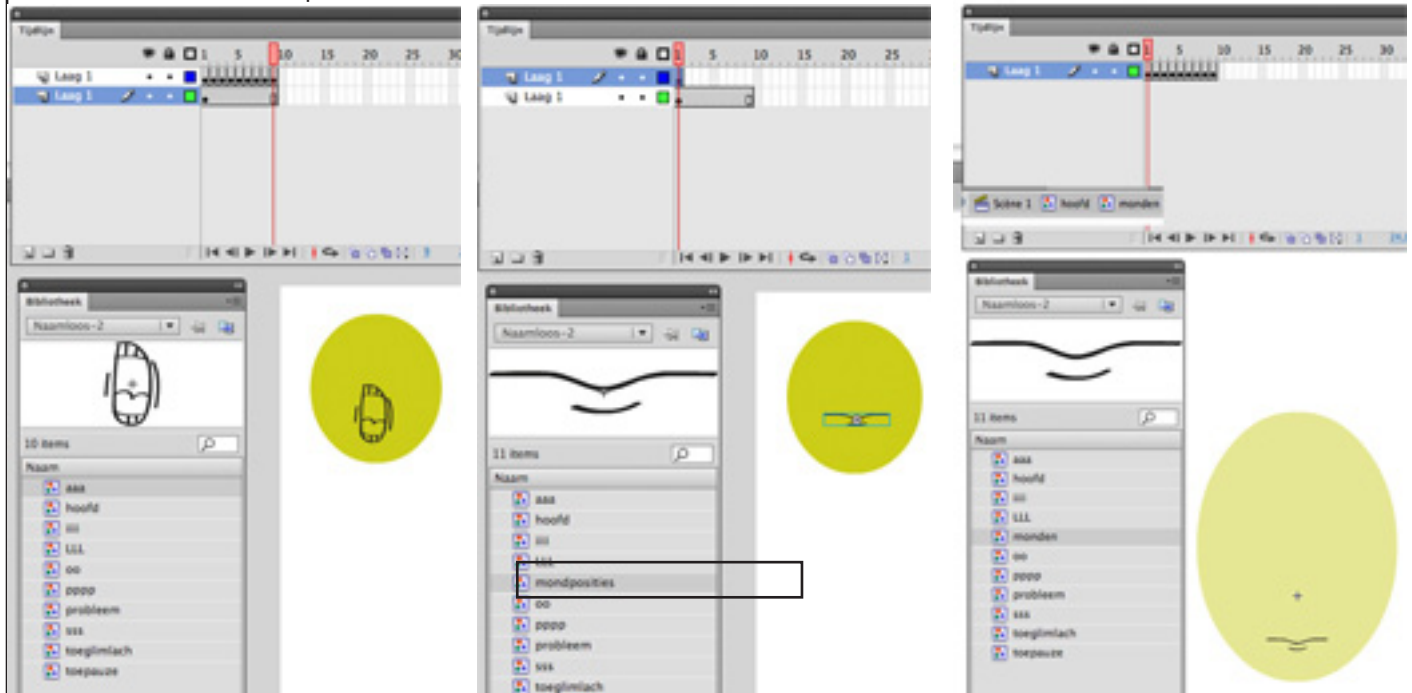 Tijdlijn
1 5 10 15 20 25 30
Laag 1
Laag 1
9
Bibliotheek
Naamloos-2
10 items
Naam
aaa
hoofd
iiii
LLL
oo
pppp
probleem
sss
toeglimlach
toepauze
Tijdlijn
5 10 15 20 25
Laag 1
Laag 1
1
Bibliotheek
Naamloos-2
11 items
Naam
aaa
hoofd
iiii
LLL
mondposities
oo
pppp
probleem
sss
toeglimlach
Tijdlijn
5 10 15 20 25 30
Laag 1
Scène 1 hoofd monden
1
Bibliotheek
Naamloos-2
11 items
Naam
aaa
hoofd
iiii
LLL
monden
oo
pppp
probleem
sss
toeglimlach
toepauze